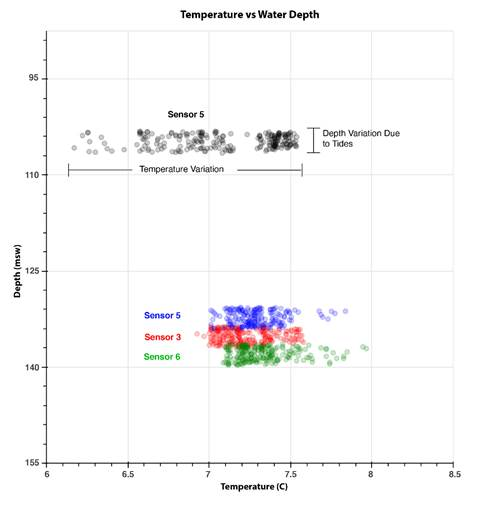 Temperature vs Water Depth
95
Sensor 5
Depth Variation Due
to Tides
Temperature Variation
110
Depth (msw)
125
Sensor 5
Sensor 3
Sensor 6
140
155
6 6.5 7 7.5 8 8.5
Temperature (C)